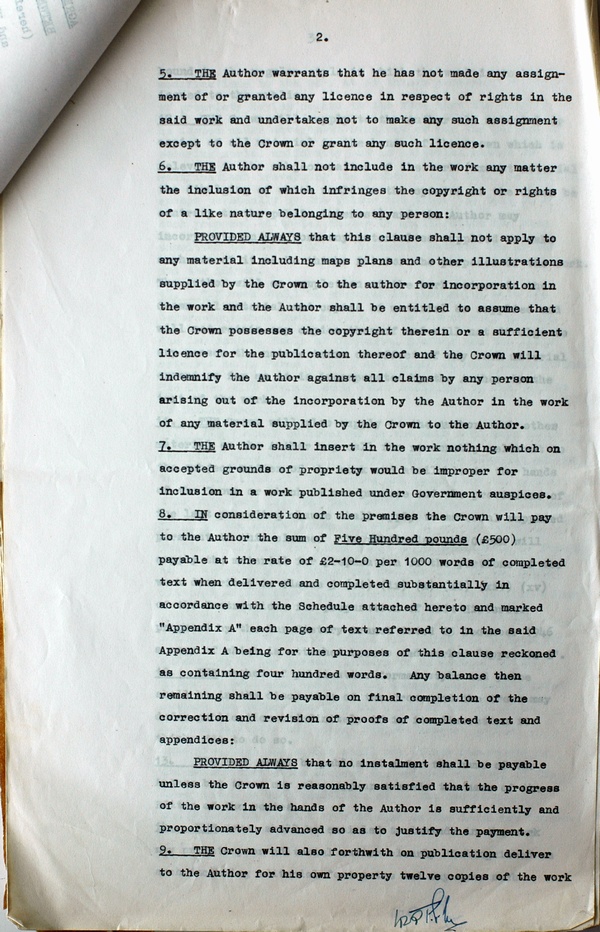 2.
5. THE Author warrants that he has not made any assign-
ment of or granted any licence in respect of rights in the
said work and undertakes not to make any such assignment
except to the Crown or grant any such licence.
6. THE Author shall not include in the work any matter
the inclusion of which infringes the copyright or rights
of a like nature belonging to any person:
PROVIDED ALWAYS that this clause shall not apply to
any material including maps plans and other illustrations
supplied by the Crown to the author for incorporation in
the work and the Author shall be entitled to assume that
the Crown possesses the copyright therein or a sufficient
licence for the publication thereof and the Crown will
indemnify the Author against all claims by any person
arising out of the incorporation by the Author in the work
of any material supplied by the Crown to the Author.
7. THE Author shall insert in the work nothing which on
accepted grounds of propriety would be improper for
inclusion in a work published under Government auspices.
8. IN consideration of the premises the Crown will pay
to the Author the sum of Five Hundred pounds (£500)
payable at the rate of £2-10-0 per 1000 words of completed
text when delivered and completed substantially in
accordance with the Schedule attached hereto and marked
"Appendix A" each page of text referred to in the said
Appendix A being for the purposes of this clause reckoned
as containing four hundred words. Any balance then
remaining shall be payable on final completion of the
correction and revision of proofs of completed text and
appendices:
PROVIDED ALWAYS that no instalment shall be payable
unless the Crown is reasonably satisfied that the progress
of the work in the hands of the Author is sufficiently and
proportionately advanced so as to justify the payment.
9. THE Crown will also forthwith on publication deliver
to the Author for his own property twelve copies of the work